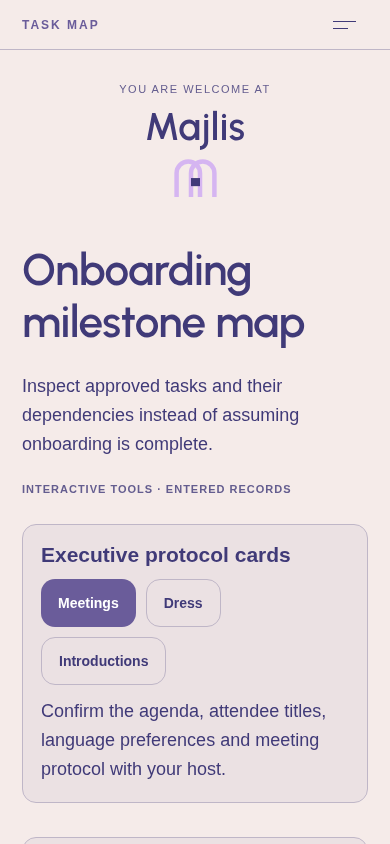 TASK MAP
YOU ARE WELCOME AT
Majlis
Onboarding
milestone map
Inspect approved tasks and their
dependencies instead of assuming
onboarding is complete.
INTERACTIVE TOOLS · ENTERED RECORDS
Executive protocol cards
Meetings
Dress
Introductions
Confirm the agenda, attendee titles,
language preferences and meeting
protocol with your host.